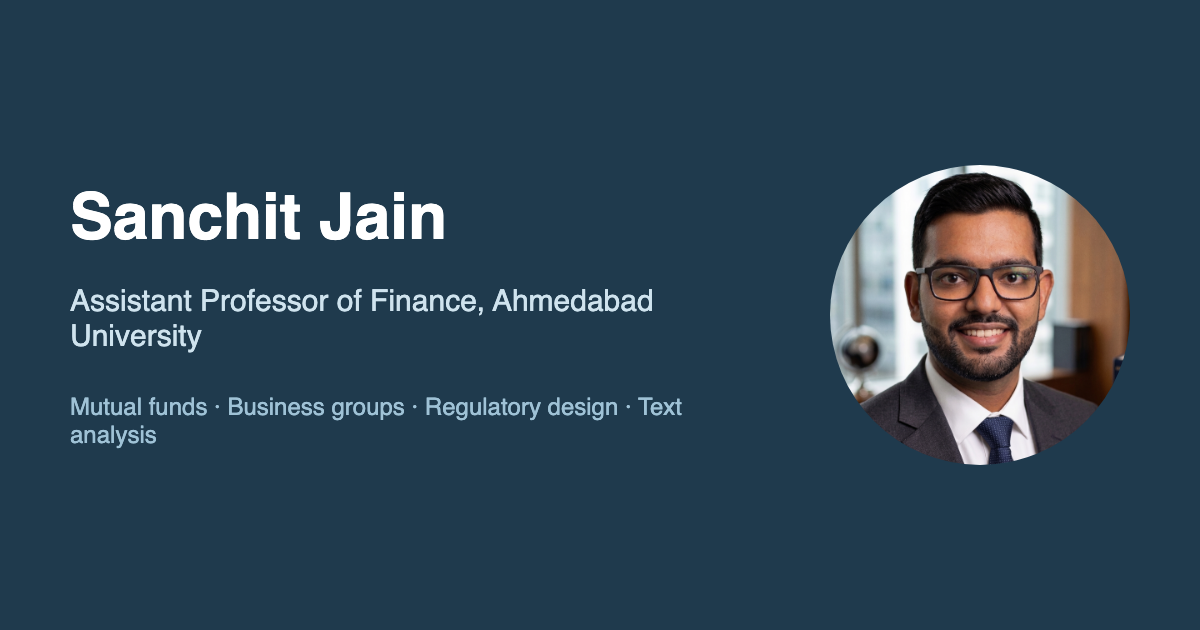 Sanchit Jain
Assistant Professor of Finance, Ahmedabad
University
Mutual funds · Business groups · Regulatory design · Text
analysis